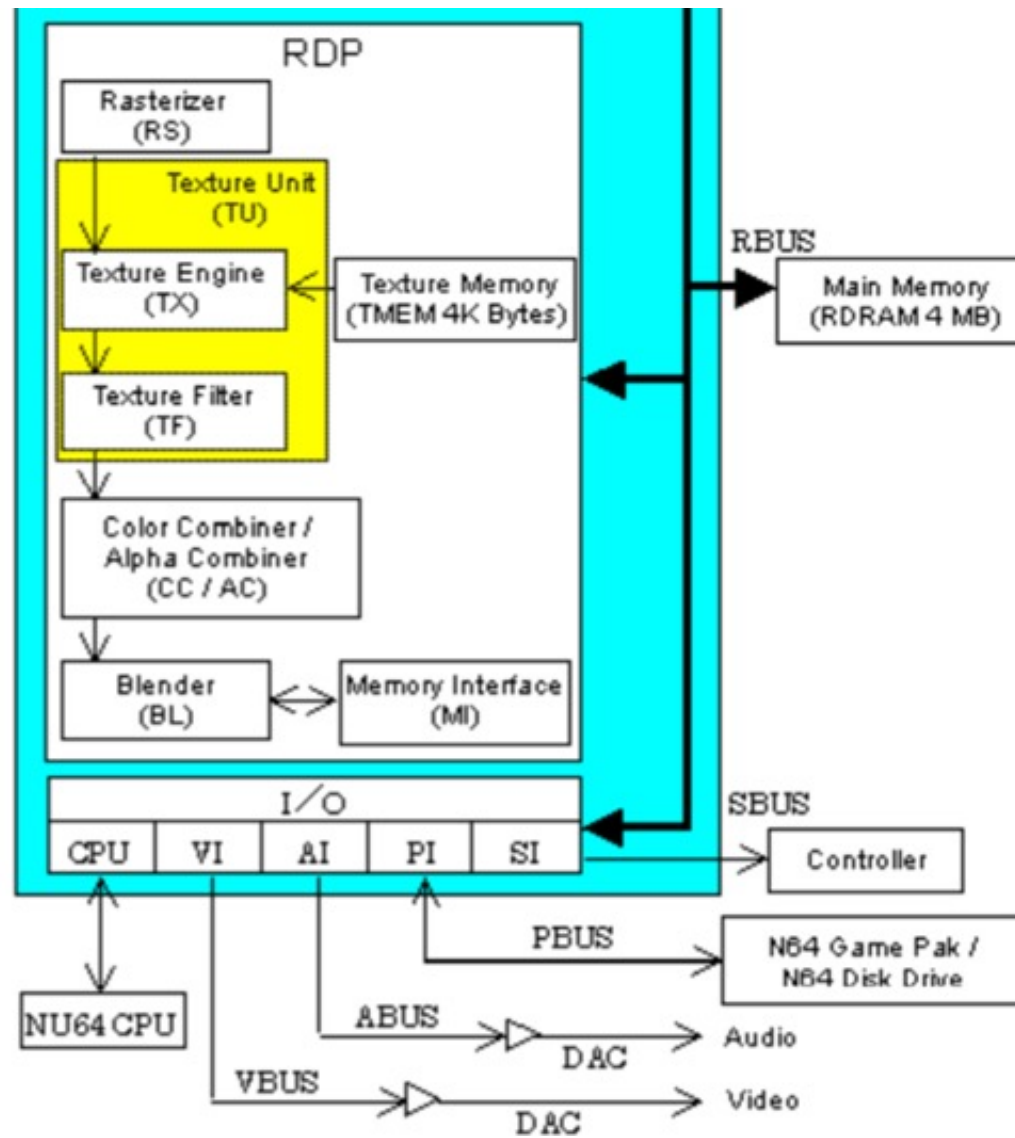 RDP
Rasterizer
(RS)
Texture Unit
(TU)
Texture Engine
(TX)
Texture Memory
(TMEM 4K Bytes)
Texture Filter
(TF)
Color Combiner /
Alpha Combiner
(CC / AC)
Blender
(BL)
Memory Interface
(MI)
RBUS
Main Memory
(RDRAM 4 MB)
I/O
CPU VI AI PI SI
SBUS
Controller
PBUS
N64 Game Pak /
N64 Disk Drive
NU64 CPU
ABUS
DAC
Audio
VBUS
DAC
Video